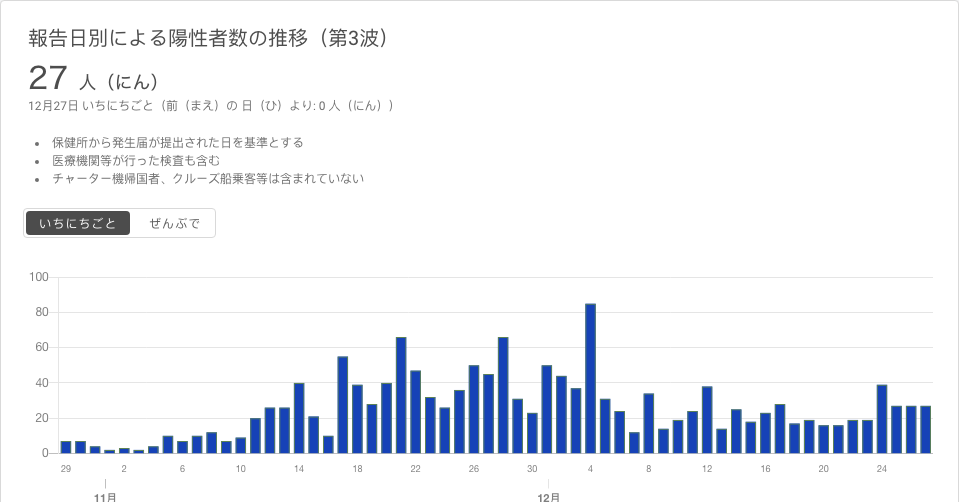 報告日別による陽性者数の推移（第3波）
27 人（にん）
12月27日 いちにちごと（前（まえ）の 日（ひ）より: 0 人（にん））
• 保健所から発生届が提出された日を基準とする
• 医療機関等が行った検査も含む
• チャーター機帰国者、クルーズ船乗客等は含まれていない
いちにちごと ぜんぶで
100
80
60
40
20
0
29 2 6 10 14 18 22 26 30 4 8 12 16 20 24
11月 12月